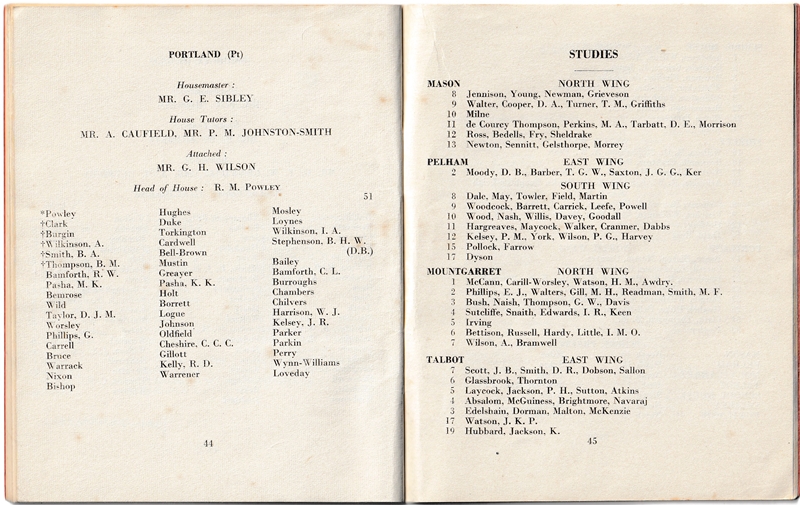 PORTLAND (Pt)
Housemaster :
MR. G. E. SIBLEY
House Tutors :
MR. A. CAUFIELD, MR. P. M. JOHNSTON-SMITH
Attached :
MR. G. H. WILSON
Head of House : R. M. POWLEY
51
*Powley
†Clark
†Burgin
†Wilkinson, A.
†Smith, B. A.
†Thompson, B. M.
Bamforth, R. W.
Pasha, M. K.
Bemrose
Wild
Taylor, D. J. M.
Worsley
Phillips, G.
Carrell
Bruce
Warrack
Nixon
Bishop
Hughes
Duke
Torkington
Cardwell
Bell-Brown
Mustin
Greayer
Pasha, K. K.
Holt
Borrett
Logue
Johnson
Oldfield
Cheshire, C. C. C.
Gillott
Kelly, R. D.
Warrener
Mosley
Loynes
Wilkinson, I. A.
Stephenson, B. H. W.
(D.B.)
Bailey
Bamforth, C. L.
Burroughs
Chambers
Chilvers
Harrison, W. J.
Kelsey, J. R.
Parker
Parkin
Perry
Wynn-Williams
Loveday
44
STUDIES
MASON NORTH WING
8 Jennison, Young, Newman, Grieveson
9 Walter, Cooper, D. A., Turner, T. M., Griffiths
10 Milne
11 de Courcy Thompson, Perkins, M. A., Tarbatt, D. E., Morrison
12 Ross, Bedells, Fry, Sheldrake
13 Newton, Sennitt, Gelsthorpe, Morrey
PELHAM EAST WING
2 Moody, D. B., Barber, T. G. W., Saxton, J. G. G., Ker
SOUTH WING
8 Dale, May, Towler, Field, Martin
9 Woodcock, Barrett, Carrick, Leefe, Powell
10 Wood, Nash, Willis, Davey, Goodall
11 Hargreaves, Maycock, Walker, Cranmer, Dabbs
12 Kelsey, P. M., York, Wilson, P. G., Harvey
15 Pollock, Farrow
17 Dyson
MOUNTGARRET NORTH WING
1 McCann, Carill-Worsley, Watson, H. M., Awdry.
2 Phillips, E. J., Walters, Gill, M. H., Readman, Smith, M. F.
3 Bush, Naish, Thompson, G. W., Davis
4 Sutcliffe, Snaith, Edwards, I. R., Keen
5 Irving
6 Bettison, Russell, Hardy, Little, I. M. O.
7 Wilson, A., Bramwell
TALBOT EAST WING
7 Scott, J. B., Smith, D. R., Dobson, Sallon
6 Glassbrook, Thornton
5 Laycock, Jackson, P. H., Sutton, Atkins
4 Absalom, McGuiness, Brightmore, Navaraj
3 Edelshain, Dorman, Malton, McKenzie
17 Watson, J. K. P.
19 Hubbard, Jackson, K.
45